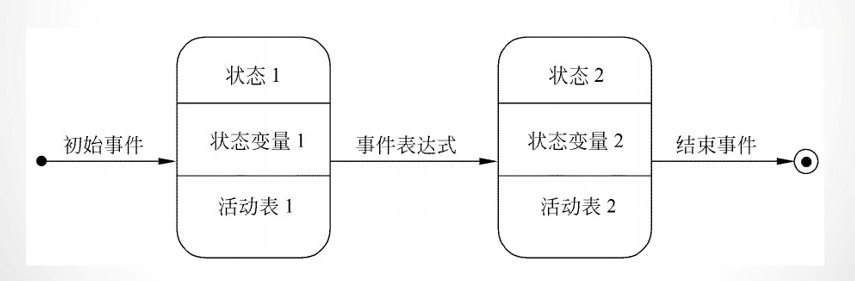 状态 1
状态 2
初始事件
状态变量 1
事件表达式
状态变量 2
结束事件
活动表 1
活动表 2